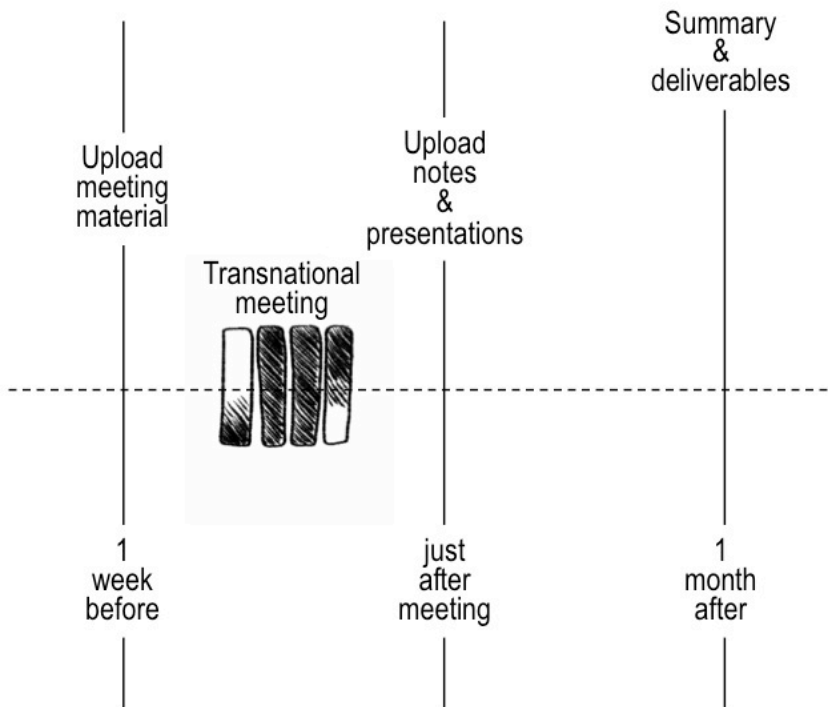 Summary
&
deliverables
Upload
meeting
material
Upload
notes
&
presentations
Transnational
meeting
1
week
before
just
after
meeting
1
month
after